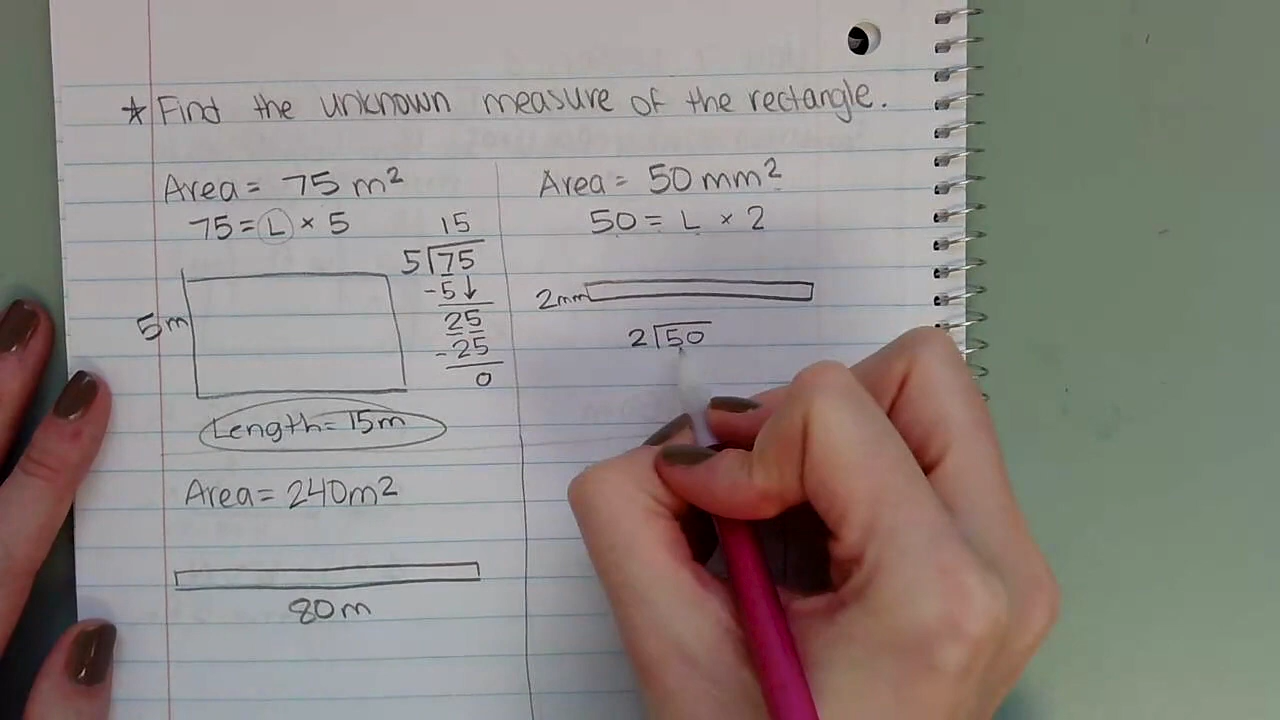 * Find the unknown measure of the rectangle.
Area = 75 m²
75 = L × 5
15
5)75
-5↓
25
-25
0
5m
Length = 15m
Area = 50 mm²
50 = L × 2
2mm
2)50
Area = 240m²
80m